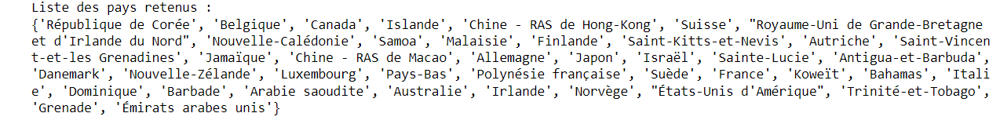 Liste des pays retenus :
{'République de Corée', 'Belgique', 'Canada', 'Islande', 'Chine - RAS de Hong-Kong', 'Suisse', "Royaume-Uni de Grande-Bretagne
et d'Irlande du Nord", 'Nouvelle-Calédonie', 'Samoa', 'Malaisie', 'Finlande', 'Saint-Kitts-et-Nevis', 'Autriche', 'Saint-Vincen
t-et-les Grenadines', 'Jamaïque', 'Chine - RAS de Macao', 'Allemagne', 'Japon', 'Israël', 'Sainte-Lucie', 'Antigua-et-Barbuda',
'Danemark', 'Nouvelle-Zélande', 'Luxembourg', 'Pays-Bas', 'Polynésie française', 'Suède', 'France', 'Koweït', 'Bahamas', 'Itali
e', 'Dominique', 'Barbade', 'Arabie saoudite', 'Australie', 'Irlande', 'Norvège', "États-Unis d'Amérique", 'Trinité-et-Tobago',
'Grenade', 'Émirats arabes unis'}